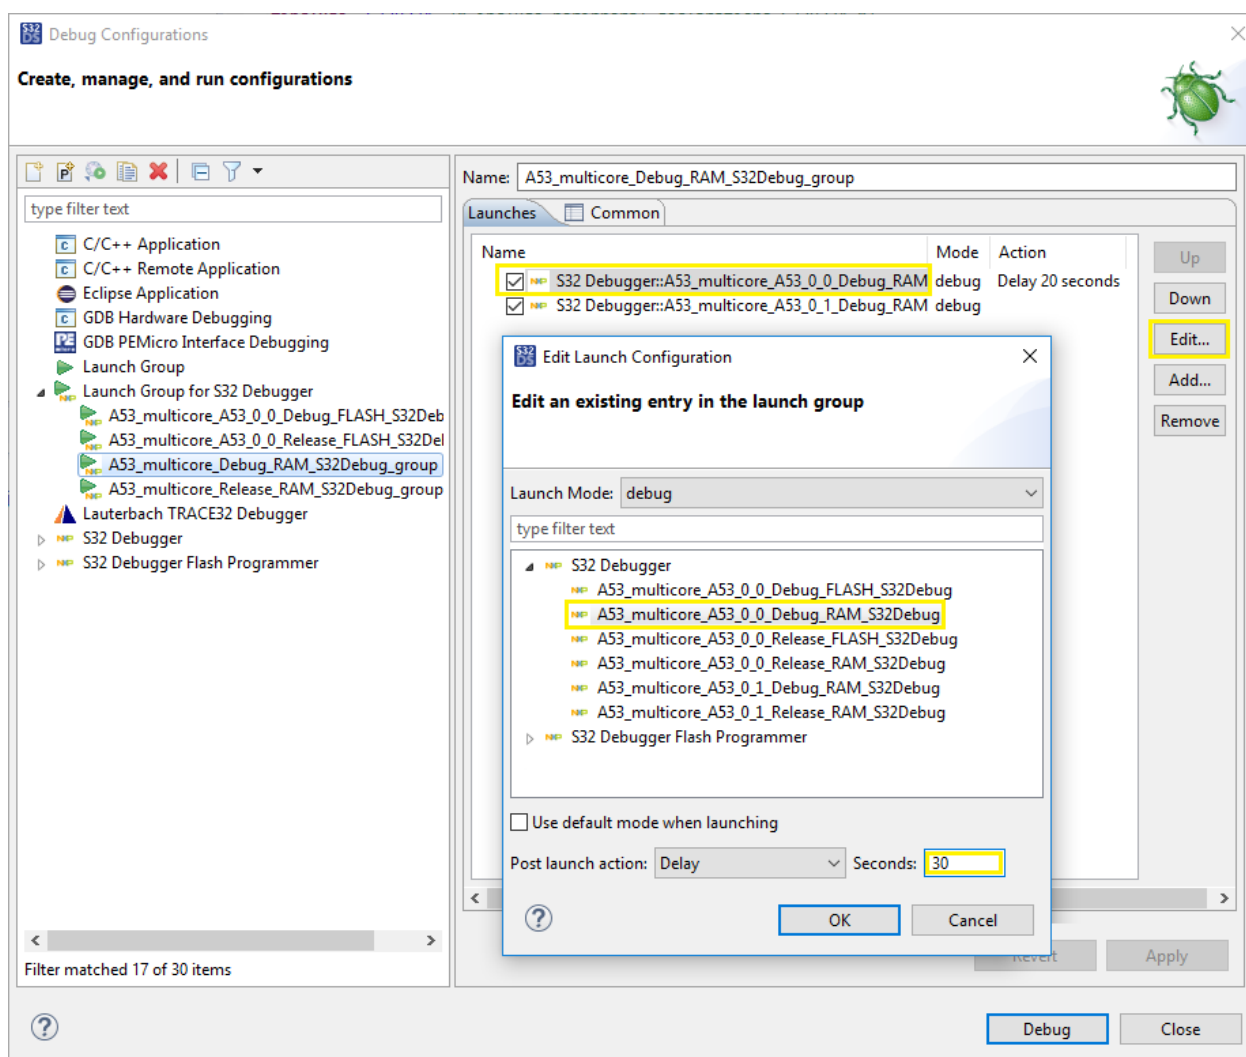 Debug Configurations
Create, manage, and run configurations
type filter text
C/C++ Application
C/C++ Remote Application
Eclipse Application
GDB Hardware Debugging
GDB PEMicro Interface Debugging
Launch Group
Launch Group for S32 Debugger
A53_multicore_A53_0_0_Debug_FLASH_S32Deb
A53_multicore_A53_0_0_Release_FLASH_S32Del
A53_multicore_Debug_RAM_S32Debug_group
A53_multicore_Release_RAM_S32Debug_group
Lauterbach TRACE32 Debugger
S32 Debugger
S32 Debugger Flash Programmer
Filter matched 17 of 30 items
Name: A53_multicore_Debug_RAM_S32Debug_group
Launches Common
Name Mode Action
S32 Debugger::A53_multicore_A53_0_0_Debug_RAM debug Delay 20 seconds
S32 Debugger::A53_multicore_A53_0_1_Debug_RAM debug
Up
Down
Edit...
Add...
Remove
Edit Launch Configuration
Edit an existing entry in the launch group
Launch Mode: debug
type filter text
S32 Debugger
A53_multicore_A53_0_0_Debug_FLASH_S32Debug
A53_multicore_A53_0_0_Debug_RAM_S32Debug
A53_multicore_A53_0_0_Release_FLASH_S32Debug
A53_multicore_A53_0_0_Release_RAM_S32Debug
A53_multicore_A53_0_1_Debug_RAM_S32Debug
A53_multicore_A53_0_1_Release_RAM_S32Debug
S32 Debugger Flash Programmer
Use default mode when launching
Post launch action: Delay Seconds: 30
OK Cancel
Revert Apply
Debug Close